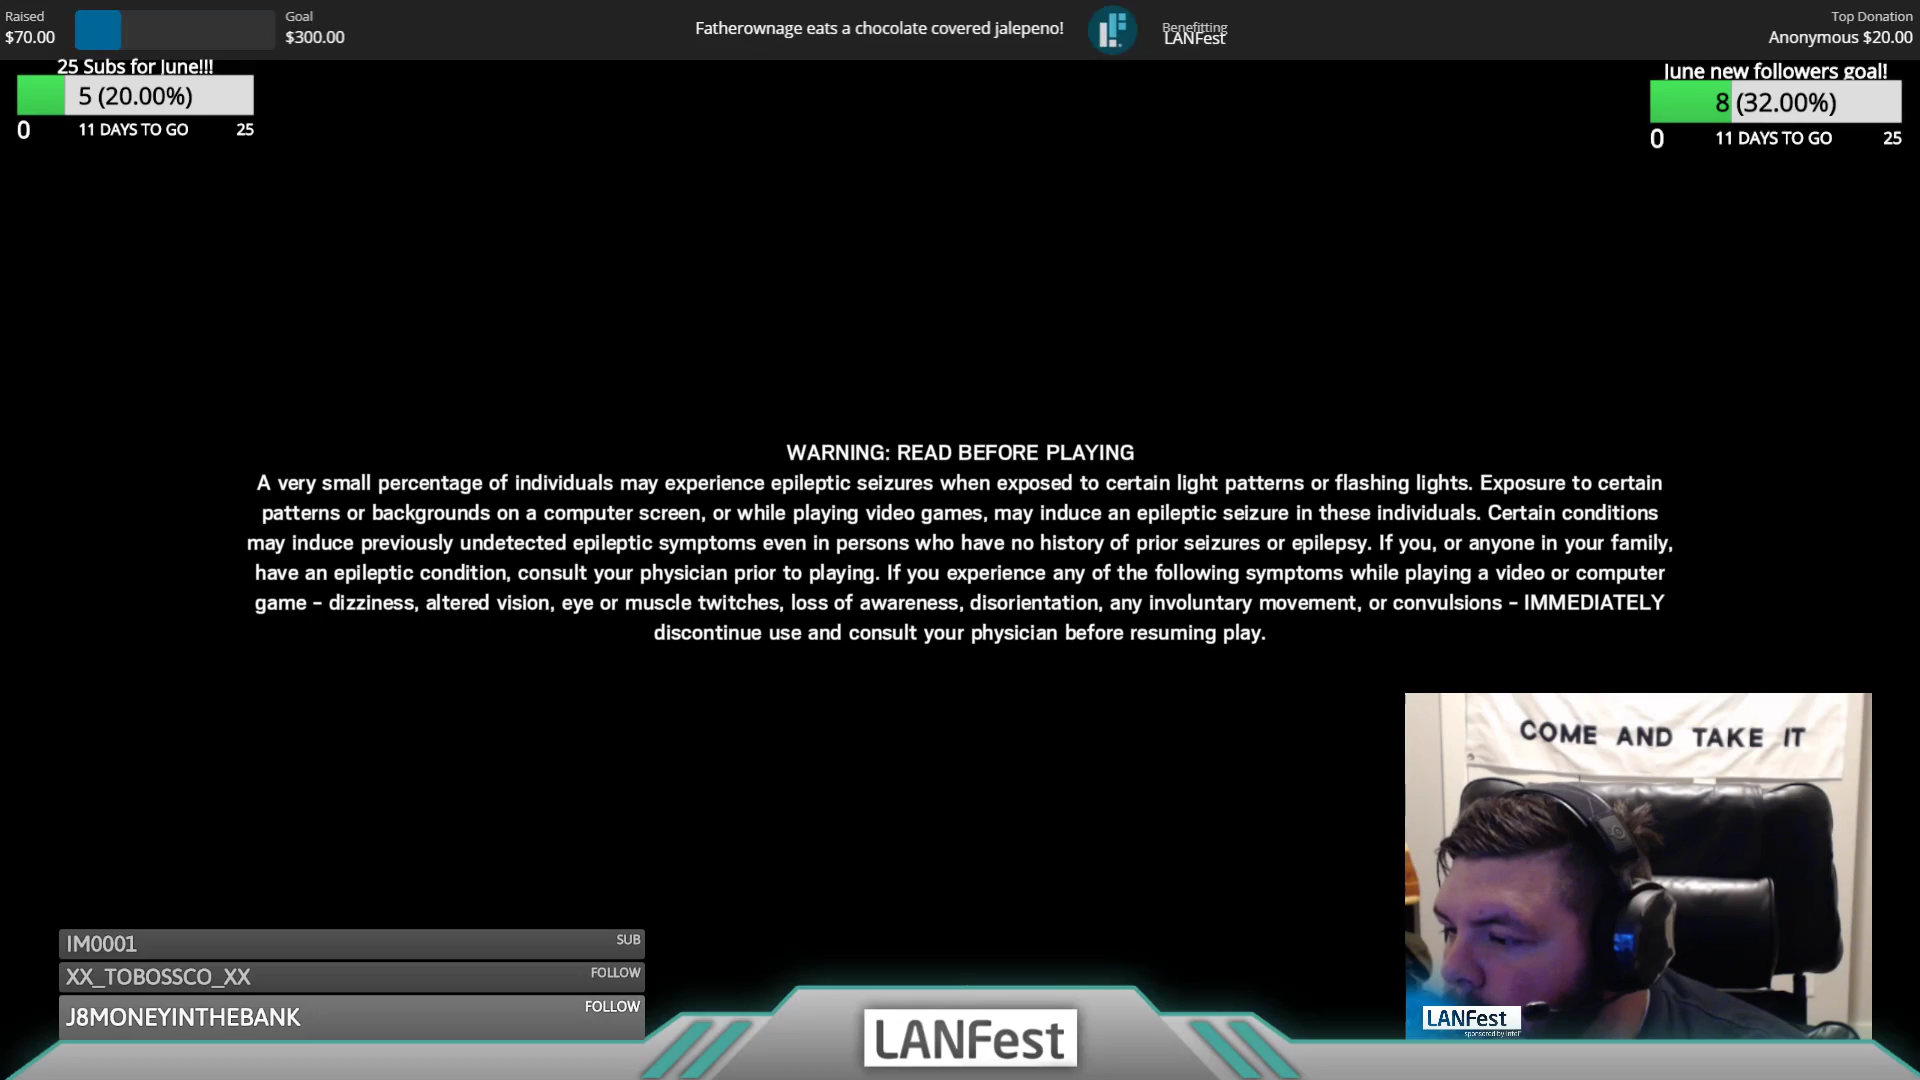 Raised
$70.00
Goal
$300.00
Fatherownage eats a chocolate covered jalepeno!
Benefitting
LANFest
Top Donation
Anonymous $20.00
25 Subs for June!!!
5 (20.00%)
0 11 DAYS TO GO 25
June new followers goal!
8 (32.00%)
0 11 DAYS TO GO 25
WARNING: READ BEFORE PLAYING
A very small percentage of individuals may experience epileptic seizures when exposed to certain light patterns or flashing lights. Exposure to certain
patterns or backgrounds on a computer screen, or while playing video games, may induce an epileptic seizure in these individuals. Certain conditions
may induce previously undetected epileptic symptoms even in persons who have no history of prior seizures or epilepsy. If you, or anyone in your family,
have an epileptic condition, consult your physician prior to playing. If you experience any of the following symptoms while playing a video or computer
game – dizziness, altered vision, eye or muscle twitches, loss of awareness, disorientation, any involuntary movement, or convulsions – IMMEDIATELY
discontinue use and consult your physician before resuming play.
COME AND TAKE IT
IM0001 SUB
XX_TOBOSSCO_XX FOLLOW
J8MONEYINTHEBANK FOLLOW
LANFest
LANFest
sponsored by Intel